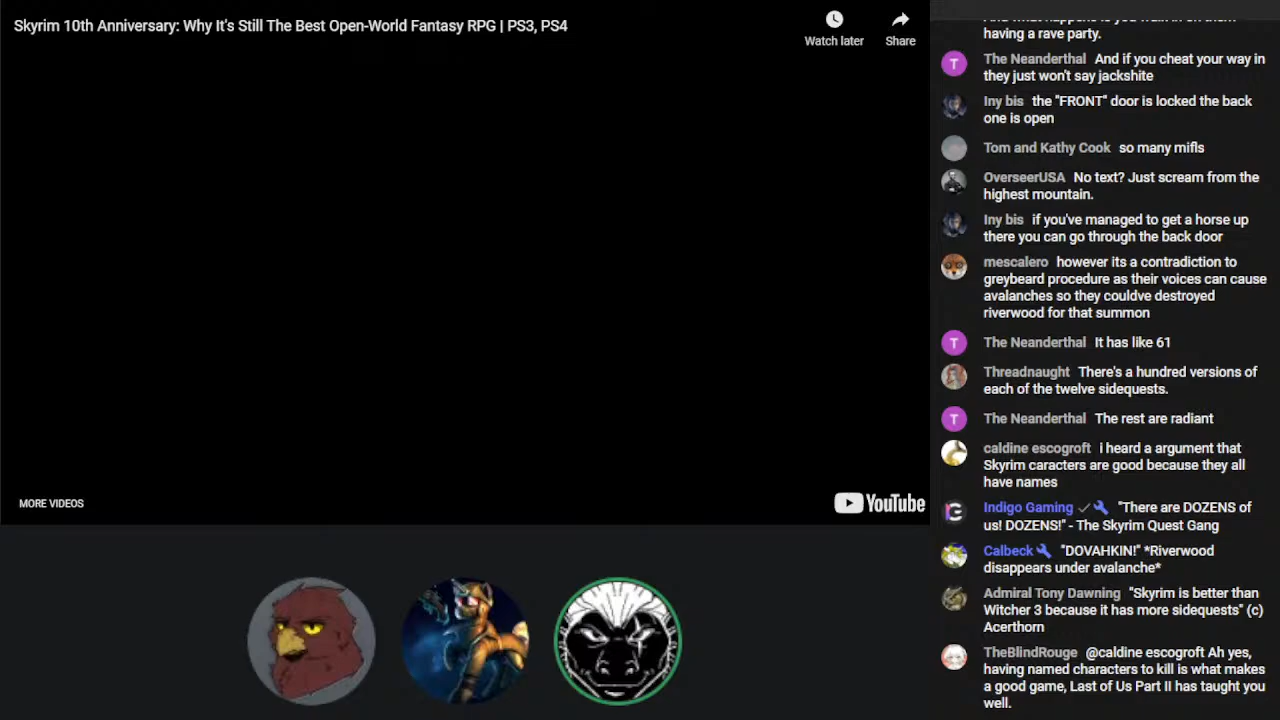 Skyrim 10th Anniversary: Why It's Still The Best Open-World Fantasy RPG | PS3, PS4
Watch later
Share
MORE VIDEOS
YouTube
having a rave party.
T
The Neanderthal And if you cheat your way in
they just won't say jackshite
Iny bis the "FRONT" door is locked the back
one is open
Tom and Kathy Cook so many mifls
OverseerUSA No text? Just scream from the
highest mountain.
Iny bis if you've managed to get a horse up
there you can go through the back door
mescalero however its a contradiction to
greybeard procedure as their voices can cause
avalanches so they couldve destroyed
riverwood for that summon
T
The Neanderthal It has like 61
Threadnaught There's a hundred versions of
each of the twelve sidequests.
T
The Neanderthal The rest are radiant
caldine escogroft i heard a argument that
Skyrim caracters are good because they all
have names
Indigo Gaming "There are DOZENS of
us! DOZENS!" - The Skyrim Quest Gang
Calbeck "DOVAHKIN!" *Riverwood
disappears under avalanche*
Admiral Tony Dawning "Skyrim is better than
Witcher 3 because it has more sidequests" (c)
Acerthorn
TheBlindRouge @caldine escogroft Ah yes,
having named characters to kill is what makes
a good game, Last of Us Part II has taught you
well.